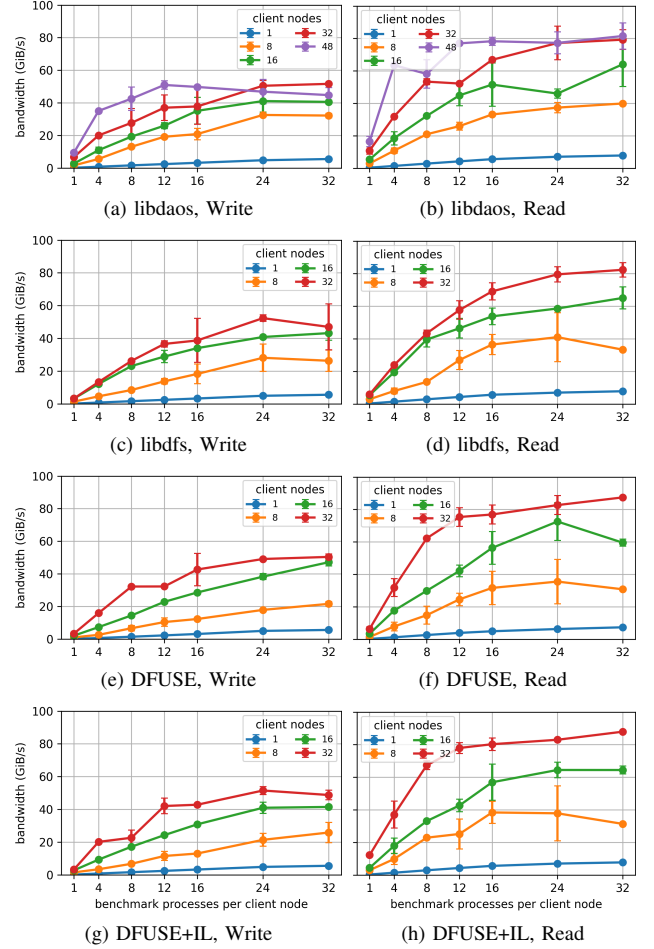 100
80
60
40
20
0
bandwidth (GiB/s)
client nodes
1 32
8 48
16
1 4 8 12 16 24 32
(a) libdaos, Write
client nodes
1 32
8 48
16
1 4 8 12 16 24 32
(b) libdaos, Read
100
80
60
40
20
0
bandwidth (GiB/s)
client nodes
1 16
8 32
1 4 8 12 16 24 32
(c) libdfs, Write
client nodes
1 16
8 32
1 4 8 12 16 24 32
(d) libdfs, Read
100
80
60
40
20
0
bandwidth (GiB/s)
client nodes
1 16
8 32
1 4 8 12 16 24 32
(e) DFUSE, Write
client nodes
1 16
8 32
1 4 8 12 16 24 32
(f) DFUSE, Read
100
80
60
40
20
0
bandwidth (GiB/s)
client nodes
1 16
8 32
1 4 8 12 16 24 32
benchmark processes per client node
(g) DFUSE+IL, Write
client nodes
1 16
8 32
1 4 8 12 16 24 32
benchmark processes per client node
(h) DFUSE+IL, Read